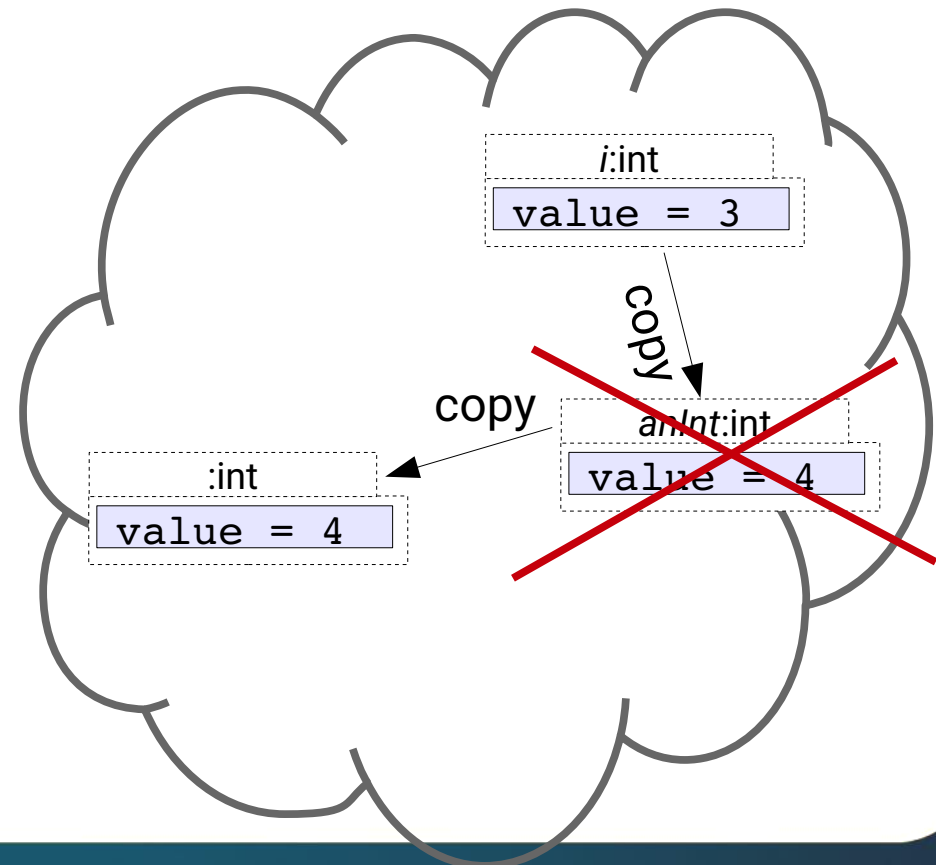 i:int
value = 3
copy
copy
anInt:int
value = 4
:int
value = 4